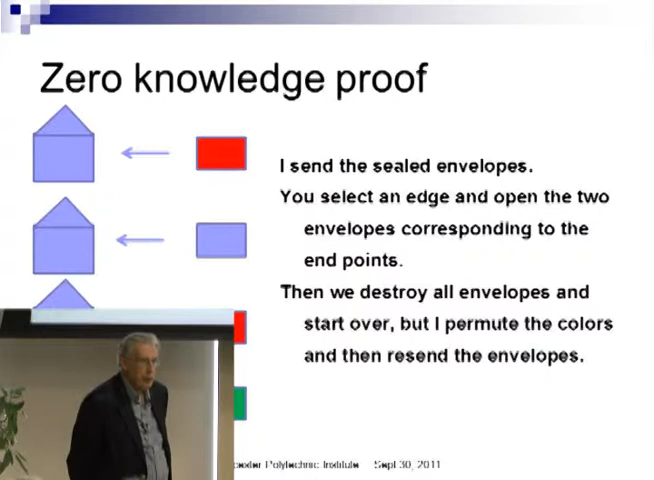 Zero knowledge proof
I send the sealed envelopes.
You select an edge and open the two
envelopes corresponding to the
end points.
Then we destroy all envelopes and
start over, but I permute the colors
and then resend the envelopes.
Polytechnic Institute Sept 30, 2011